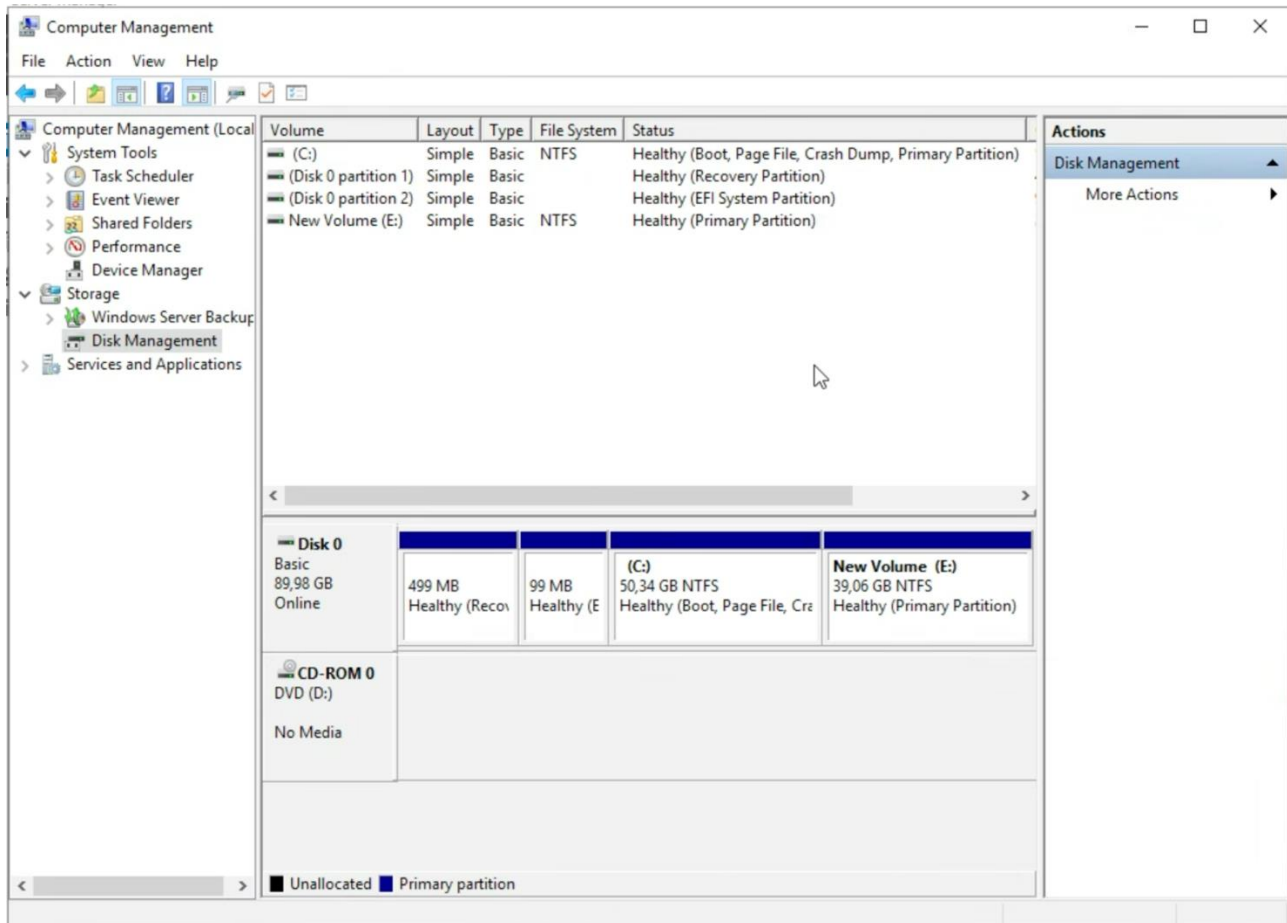 Computer Management
File Action View Help
Computer Management (Local
System Tools
Task Scheduler
Event Viewer
Shared Folders
Performance
Device Manager
Storage
Windows Server Backup
Disk Management
Services and Applications
Volume Layout Type File System Status
(C:) Simple Basic NTFS Healthy (Boot, Page File, Crash Dump, Primary Partition)
(Disk 0 partition 1) Simple Basic Healthy (Recovery Partition)
(Disk 0 partition 2) Simple Basic Healthy (EFI System Partition)
New Volume (E:) Simple Basic NTFS Healthy (Primary Partition)
Disk 0
Basic
89,98 GB
Online
499 MB
Healthy (Recov
99 MB
Healthy (E
(C:)
50,34 GB NTFS
Healthy (Boot, Page File, Cra
New Volume (E:)
39,06 GB NTFS
Healthy (Primary Partition)
CD-ROM 0
DVD (D:)
No Media
Unallocated Primary partition
Actions
Disk Management
More Actions